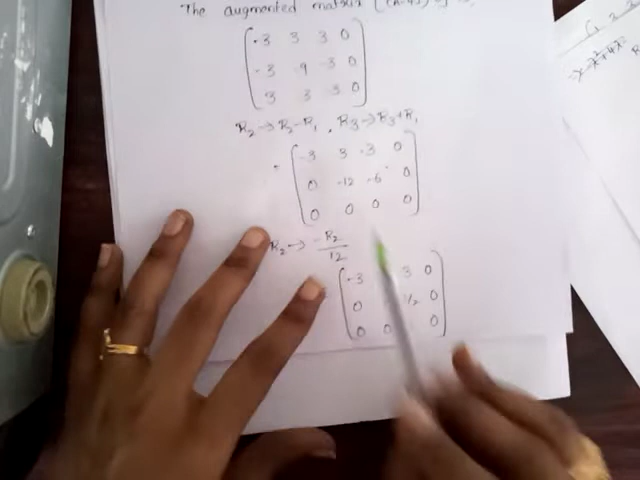 The augmented matrix
-3 3 3 0
-3 -9 -3 0
3 3 -3 0
R2 → R2-R1, R3 → R3+R1
-3 3 -3 0
0 -12 -6 0
0 0 0 0
R2 → -R2/12
-3 3 0
0 1/2 0
0 0 0